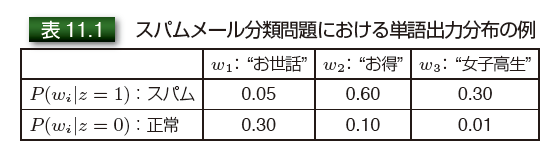 表 11.1 スパムメール分類問題における単語出力分布の例
w₁: “お世話” w₂: “お得” w₃: “女子高生”
P(wᵢ|z = 1):スパム 0.05 0.60 0.30
P(wᵢ|z = 0):正常 0.30 0.10 0.01